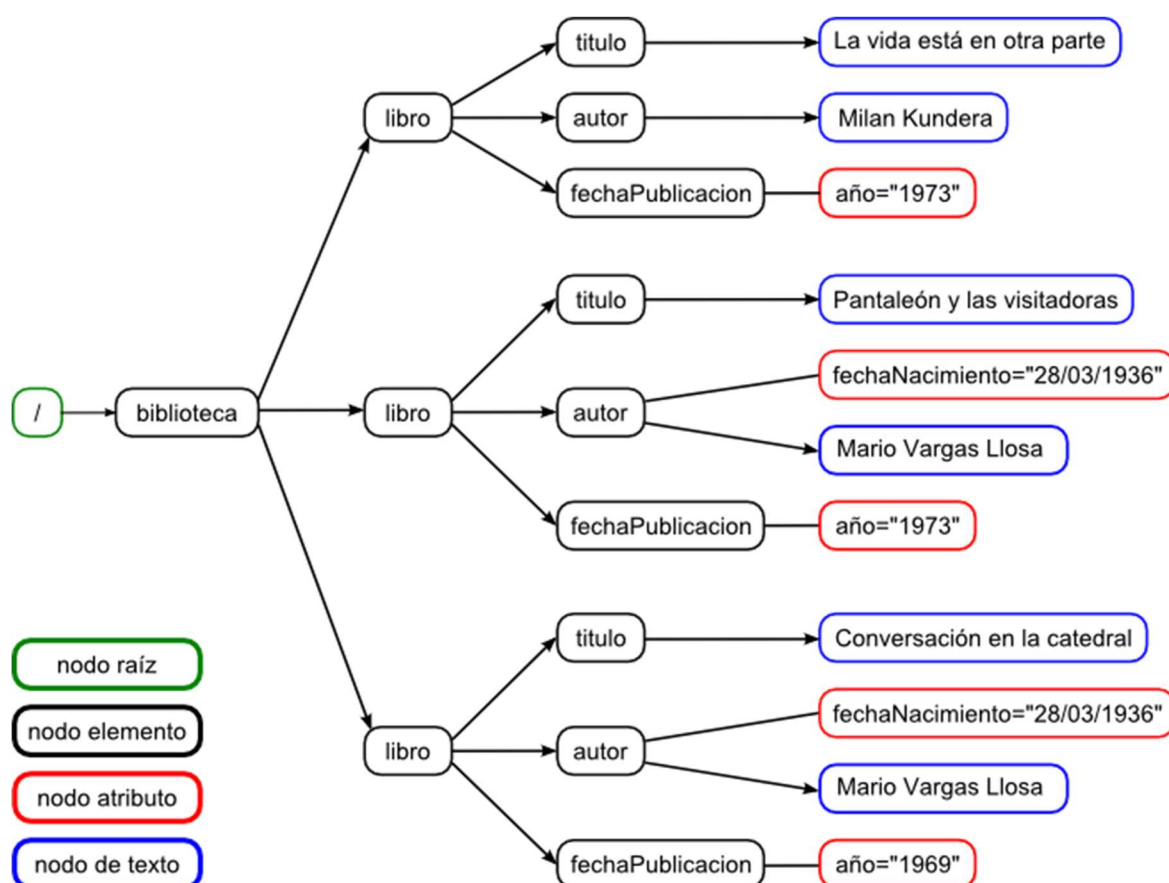 titulo
La vida está en otra parte
libro
autor
Milan Kundera
fechaPublicacion
año="1973"
titulo
Pantaleón y las visitadoras
fechaNacimiento="28/03/1936"
/
biblioteca
libro
autor
Mario Vargas Llosa
fechaPublicacion
año="1973"
titulo
Conversación en la catedral
fechaNacimiento="28/03/1936"
libro
autor
Mario Vargas Llosa
fechaPublicacion
año="1969"
nodo raíz
nodo elemento
nodo atributo
nodo de texto